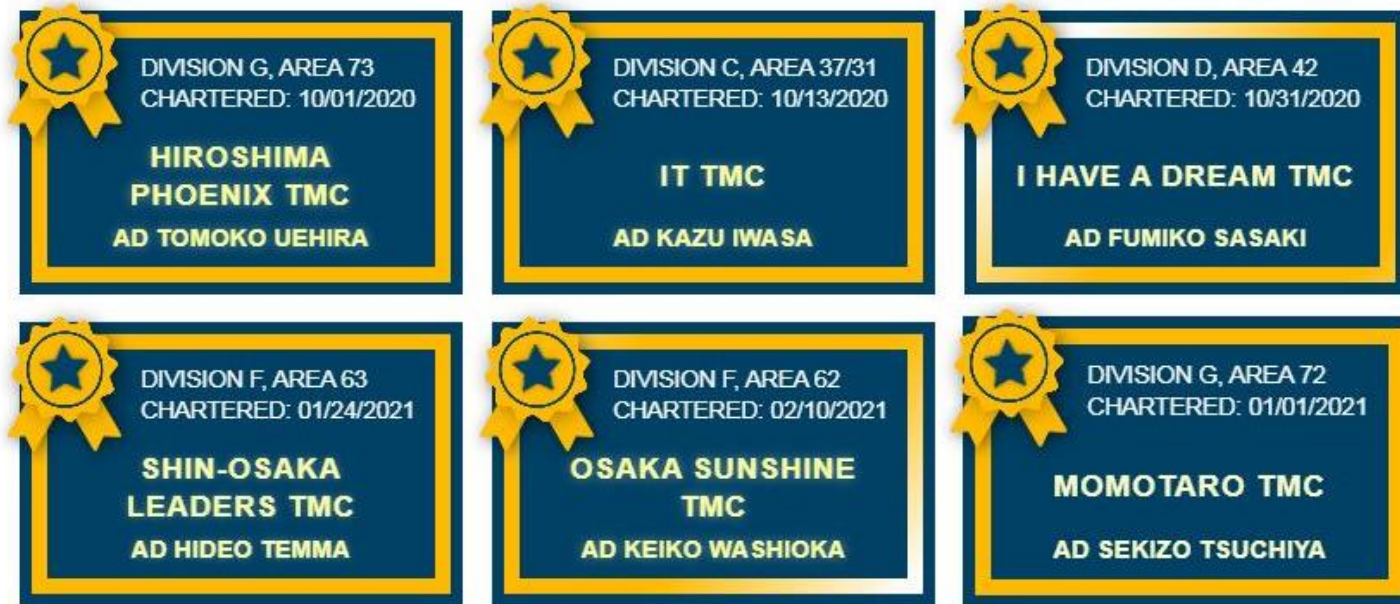 DIVISION G, AREA 73
CHARTERED: 10/01/2020
HIROSHIMA
PHOENIX TMC
AD TOMOKO UEHIRA
DIVISION C, AREA 37/31
CHARTERED: 10/13/2020
IT TMC
AD KAZU IWASA
DIVISION D, AREA 42
CHARTERED: 10/31/2020
I HAVE A DREAM TMC
AD FUMIKO SASAKI
DIVISION F, AREA 63
CHARTERED: 01/24/2021
SHIN-OSAKA
LEADERS TMC
AD HIDEO TEMMA
DIVISION F, AREA 62
CHARTERED: 02/10/2021
OSAKA SUNSHINE
TMC
AD KEIKO WASHIOKA
DIVISION G, AREA 72
CHARTERED: 01/01/2021
MOMOTARO TMC
AD SEKIZO TSUCHIYA